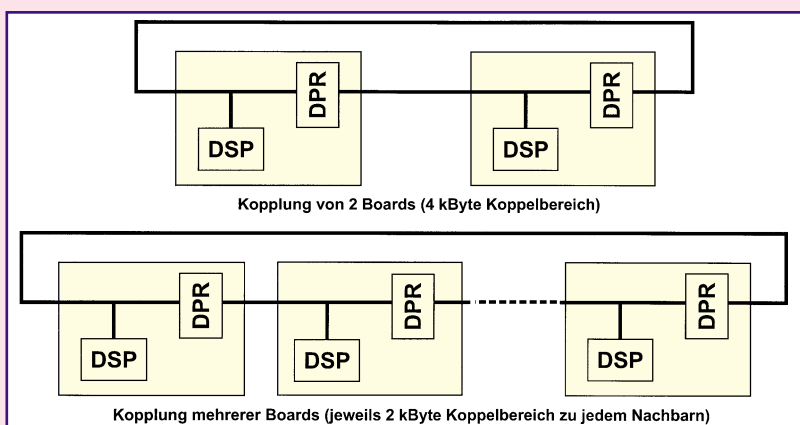 DPR
DPR
DSP
DSP
Kopplung von 2 Boards (4 kByte Koppelbereich)
DPR
DPR
DPR
DSP
DSP
DSP
Kopplung mehrerer Boards (jeweils 2 kByte Koppelbereich zu jedem Nachbarn)